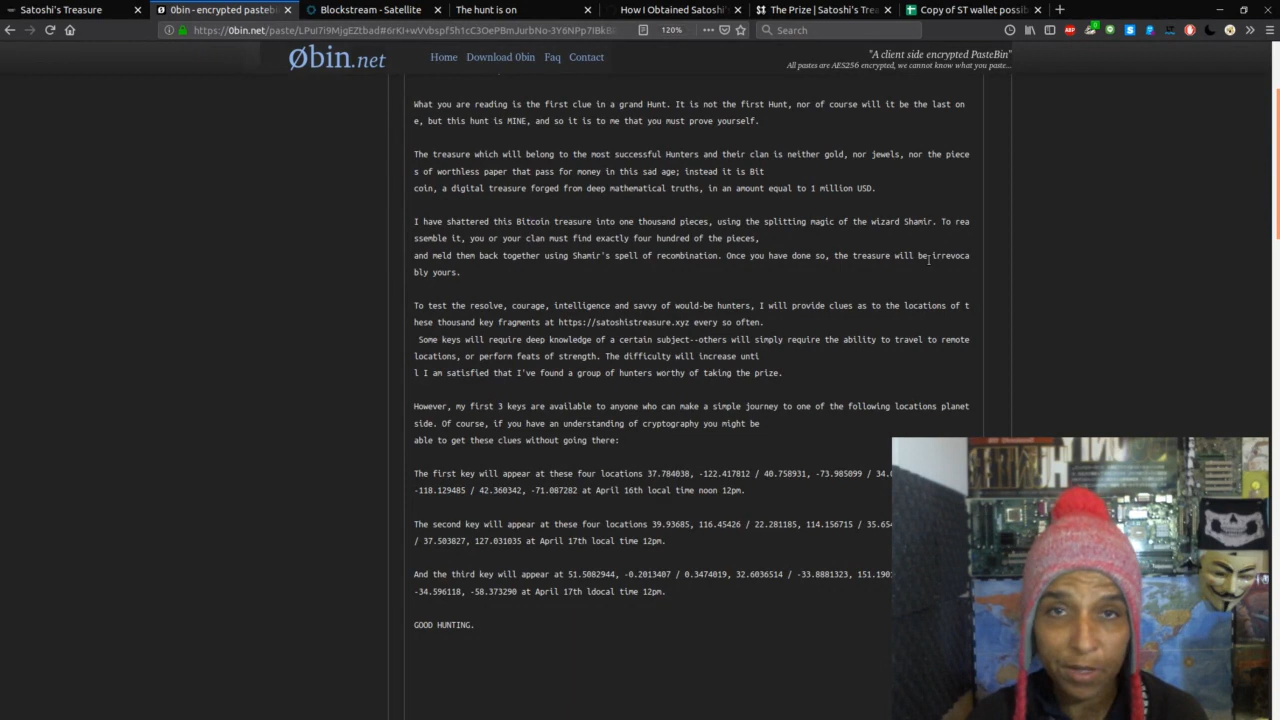 Satoshi's Treasure
0bin - encrypted pasteb
Blockstream - Satellite
The hunt is on
How I Obtained Satoshi'
The Prize | Satoshi's Trea
Copy of ST wallet possib
https://0bin.net/paste/
120%
Search
0
Øbin.net
Home
Download 0bin
Faq
Contact
"A client side encrypted PasteBin"
All pastes are AES256 encrypted, we cannot know what you paste...
What you are reading is the first clue in a grand Hunt. It is not the first Hunt, nor of course will it be the last on
e, but this hunt is MINE, and so it is to me that you must prove yourself.
The treasure which will belong to the most successful Hunters and their clan is neither gold, nor jewels, nor the piece
s of worthless paper that pass for money in this sad age; instead it is Bit
coin, a digital treasure forged from deep mathematical truths, in an amount equal to 1 million USD.
I have shattered this Bitcoin treasure into one thousand pieces, using the splitting magic of the wizard Shamir. To rea
ssemble it, you or your clan must find exactly four hundred of the pieces,
and meld them back together using Shamir's spell of recombination. Once you have done so, the treasure will be irrevoca
bly yours.
To test the resolve, courage, intelligence and savvy of would-be hunters, I will provide clues as to the locations of t
hese thousand key fragments at https://satoshistreasure.xyz every so often.
Some keys will require deep knowledge of a certain subject--others will simply require the ability to travel to remote
locations, or perform feats of strength. The difficulty will increase unti
l I am satisfied that I've found a group of hunters worthy of taking the prize.
However, my first 3 keys are available to anyone who can make a simple journey to one of the following locations planet
side. Of course, if you have an understanding of cryptography you might be
able to get these clues without going there:
The first key will appear at these four locations 37.784038, -122.417812 / 40.758931, -73.985099 / 34.0
-118.129485 / 42.360342, -71.087282 at April 16th local time noon 12pm.
The second key will appear at these four locations 39.93685, 116.45426 / 22.281185, 114.156715 / 35.654
/ 37.503827, 127.031035 at April 17th local time 12pm.
And the third key will appear at 51.5082944, -0.2013407 / 0.3474019, 32.6036514 / -33.8881323, 151.190
-34.596118, -58.373290 at April 17th ldocal time 12pm.
GOOD HUNTING.